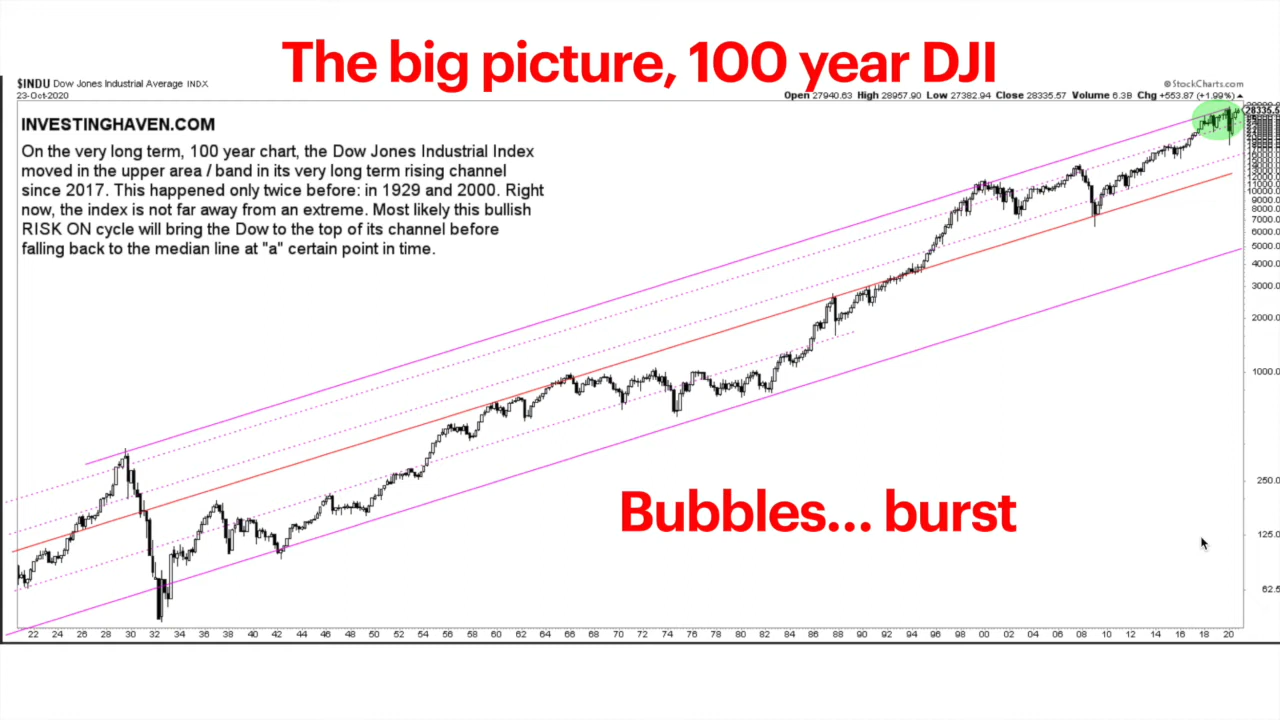 The big picture, 100 year DJI
$INDU Dow Jones Industrial Average INDX
© StockCharts.com
23-Oct-2020
Open 27940.63 High 28957.90 Low 27382.94 Close 28335.57 Volume 6.3B Chg +553.87 (+1.99%)
INVESTINGHAVEN.COM
On the very long term, 100 year chart, the Dow Jones Industrial Index
moved in the upper area / band in its very long term rising channel
since 2017. This happened only twice before: in 1929 and 2000. Right
now, the index is not far away from an extreme. Most likely this bullish
RISK ON cycle will bring the Dow to the top of its channel before
falling back to the median line at "a" certain point in time.
28335.5
14000.0
12000.0
11000.0
10000.0
9000.0
8000.0
7000.0
6000.0
5000.0
4000.0
3000.0
2000.0
1000.0
250.0
Bubbles... burst
125.0
62.5
22 24 26 28 30 32 34 36 38 40 42 44 46 48 50 52 54 56 58 60 62 64 66 68 70 72 74 76 78 80 82 84 86 88 90 92 94 96 98 00 02 04 06 08 10 12 14 16 18 20